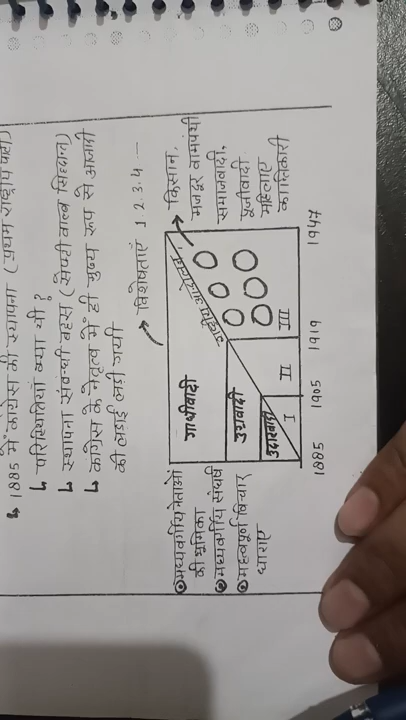 1885 में कांग्रेस की स्थापना (प्रथम राष्ट्रीय पार्टी)
परिस्थितियां क्या थी?
स्थापना संबन्धी बहस (सेफ्टी वाल्व सिद्धान्त)
कांग्रेस के नेतृत्व में ही मुख्य रूप से आजादी
की लड़ाई लड़ी गयी
विशेषताएं 1. 2. 3. 4. —
गांधीवादी
उग्रवादी
उदारवादी
राष्ट्रीय आन्दोलन
I
II
III
1885
1905
1919
1947
किसान,
मजदूर वामपंथी
समाजवादी,
पूंजीवादी
महिलाएं
क्रान्तिकारी
मध्यवर्गीय नेताओं
की भूमिका
मध्यवर्गीय संघर्ष
महत्वपूर्ण विचार
धाराएं